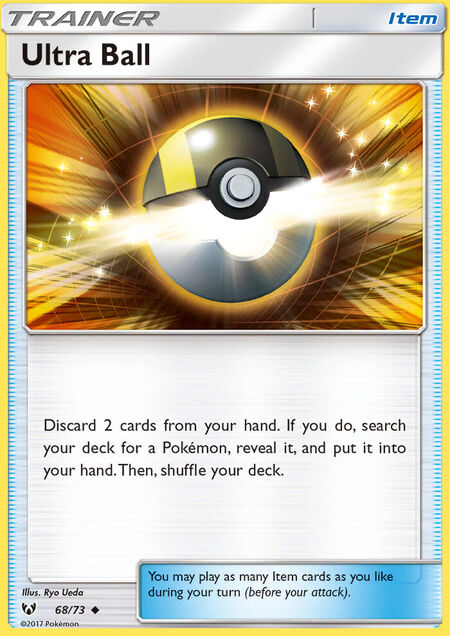 TRAINER Item
Ultra Ball
Discard 2 cards from your hand. If you do, search
your deck for a Pokémon, reveal it, and put it into
your hand. Then, shuffle your deck.
Illus. Ryo Ueda
68/73 ◆
©2017 Pokémon
You may play as many Item cards as you like
during your turn (before your attack).